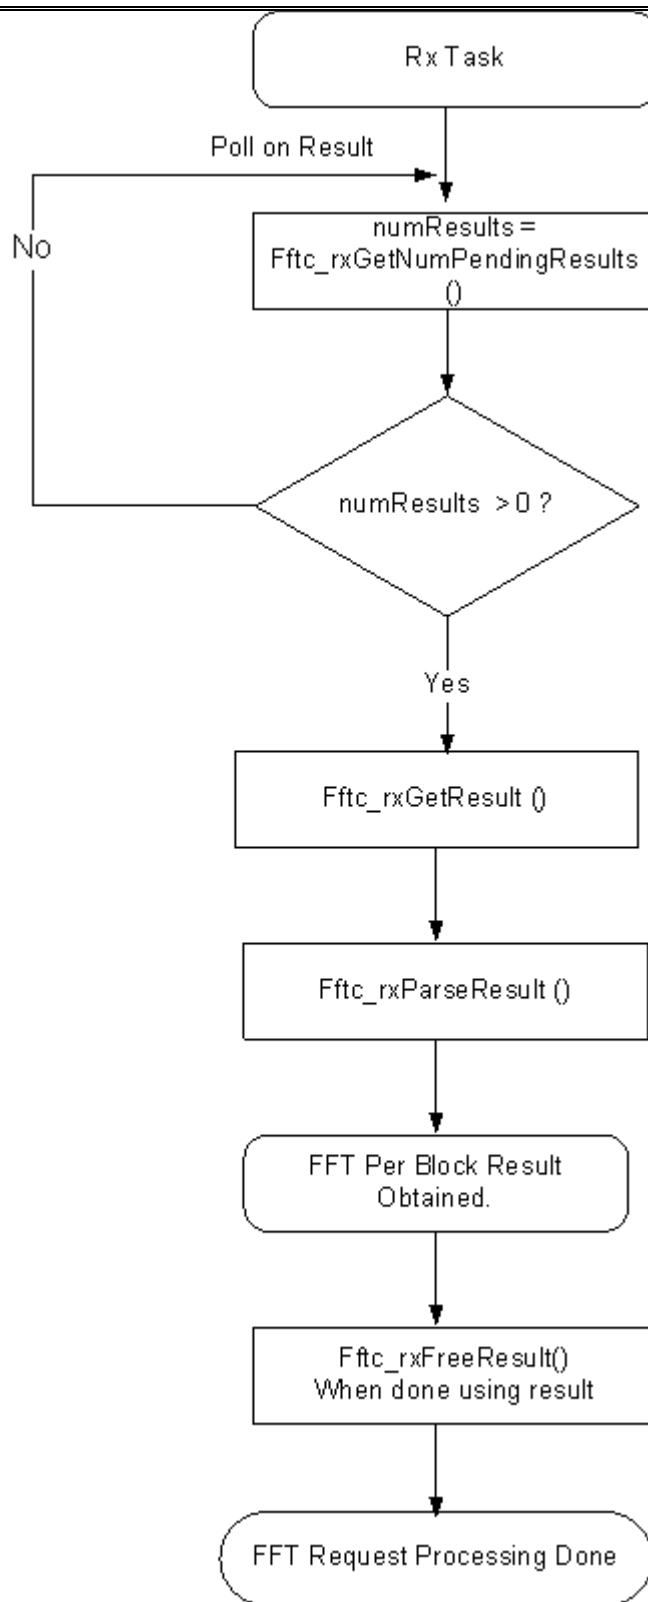 Rx Task
Poll on Result
No
numResults =
Fftc_rxGetNumPendingResults
()
numResults > 0 ?
Yes
Fftc_rxGetResult ()
Fftc_rxParseResult ()
FFT Per Block Result
Obtained.
Fftc_rxFreeResult()
When done using result
FFT Request Processing Done